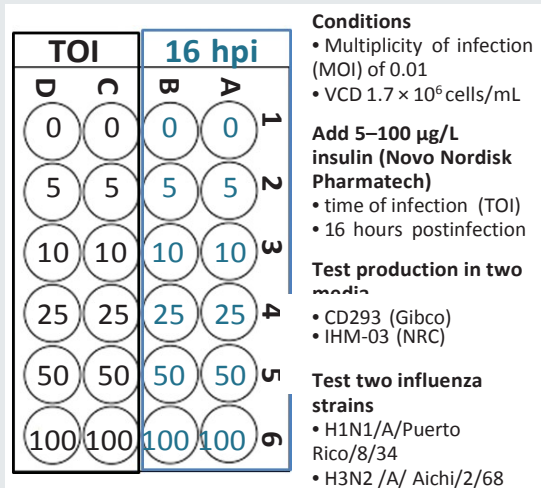 TOI 16 hpi
D C B A
0 0 0 0 1
5 5 5 5 2
10 10 10 10 3
25 25 25 25 4
50 50 50 50 5
100 100 100 100 6
Conditions
• Multiplicity of infection
(MOI) of 0.01
• VCD 1.7 × 10⁶ cells/mL
Add 5–100 µg/L
insulin (Novo Nordisk
Pharmatech)
• time of infection (TOI)
• 16 hours postinfection
Test production in two
media
• CD293 (Gibco)
• IHM-03 (NRC)
Test two influenza
strains
• H1N1/A/Puerto
Rico/8/34
• H3N2 /A/ Aichi/2/68